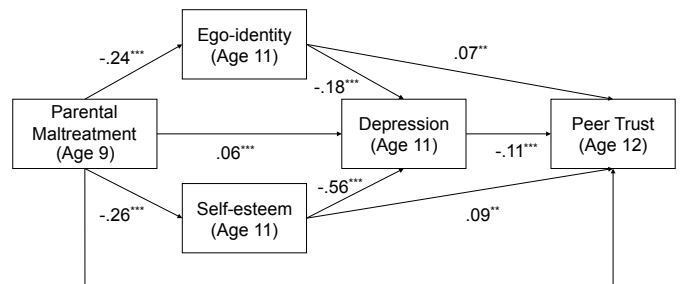 Ego-identity
(Age 11)
-.24***
.07**
-.18***
Parental
Maltreatment
(Age 9)
Depression
(Age 11)
Peer Trust
(Age 12)
.06***
-.11***
-.56***
-.26***
Self-esteem
(Age 11)
.09**